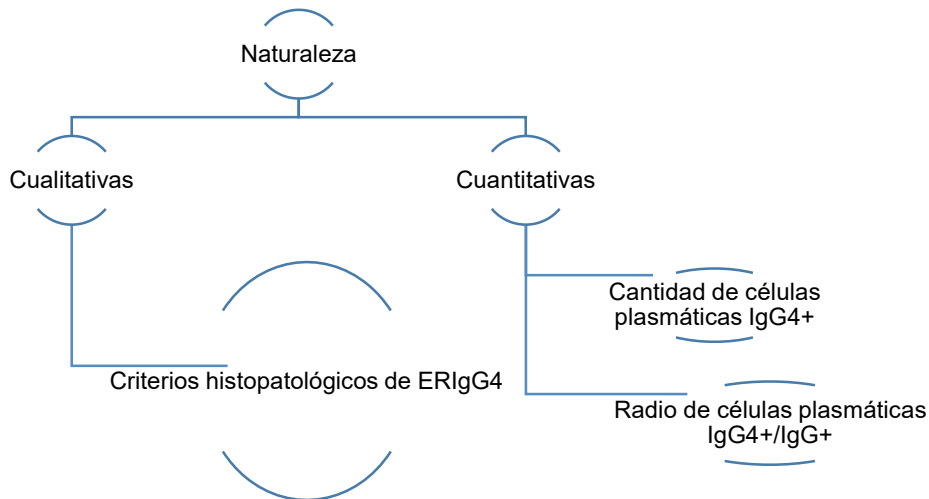 Naturaleza
Cualitativas
Cuantitativas
Cantidad de células
plasmáticas IgG4+
Criterios histopatológicos de ERIgG4
Radio de células plasmáticas
IgG4+/IgG+